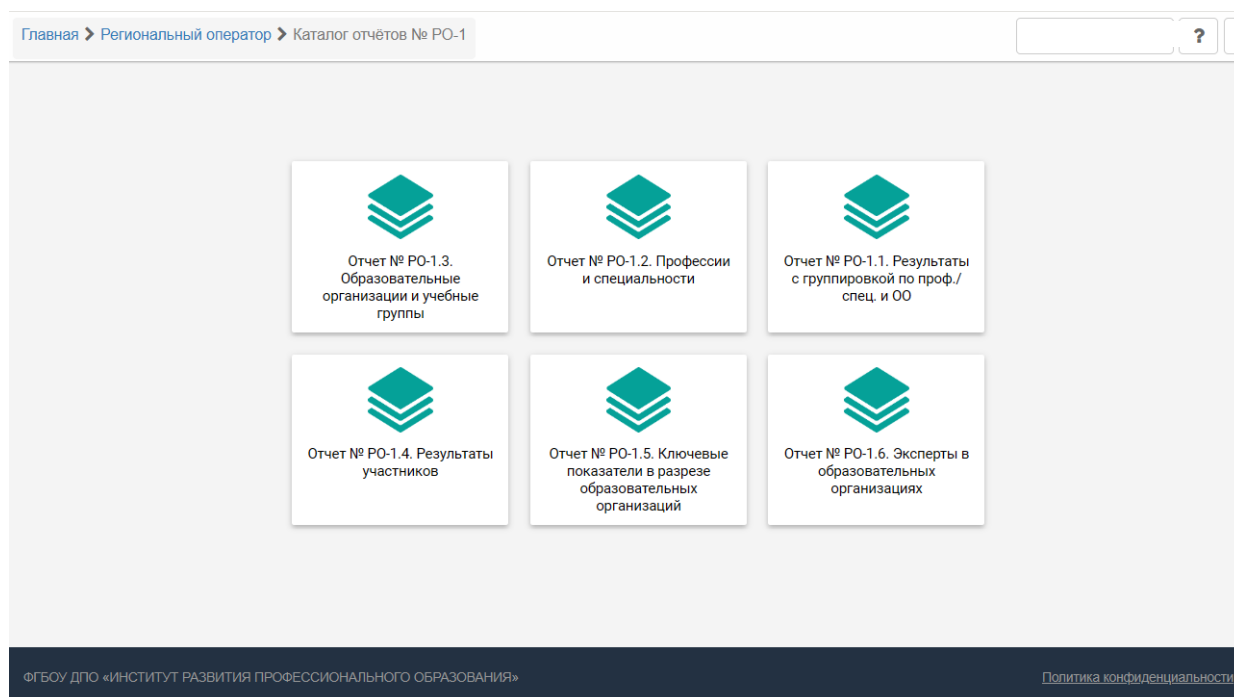 Главная > Региональный оператор > Каталог отчётов № РО-1
?
Отчет № РО-1.3.
Образовательные
организации и учебные
группы
Отчет № РО-1.2. Профессии
и специальности
Отчет № РО-1.1. Результаты
с группировкой по проф./
спец. и ОО
Отчет № РО-1.4. Результаты
участников
Отчет № РО-1.5. Ключевые
показатели в разрезе
образовательных
организаций
Отчет № РО-1.6. Эксперты в
образовательных
организациях
ФГБОУ ДПО «ИНСТИТУТ РАЗВИТИЯ ПРОФЕССИОНАЛЬНОГО ОБРАЗОВАНИЯ»
Политика конфиденциальности